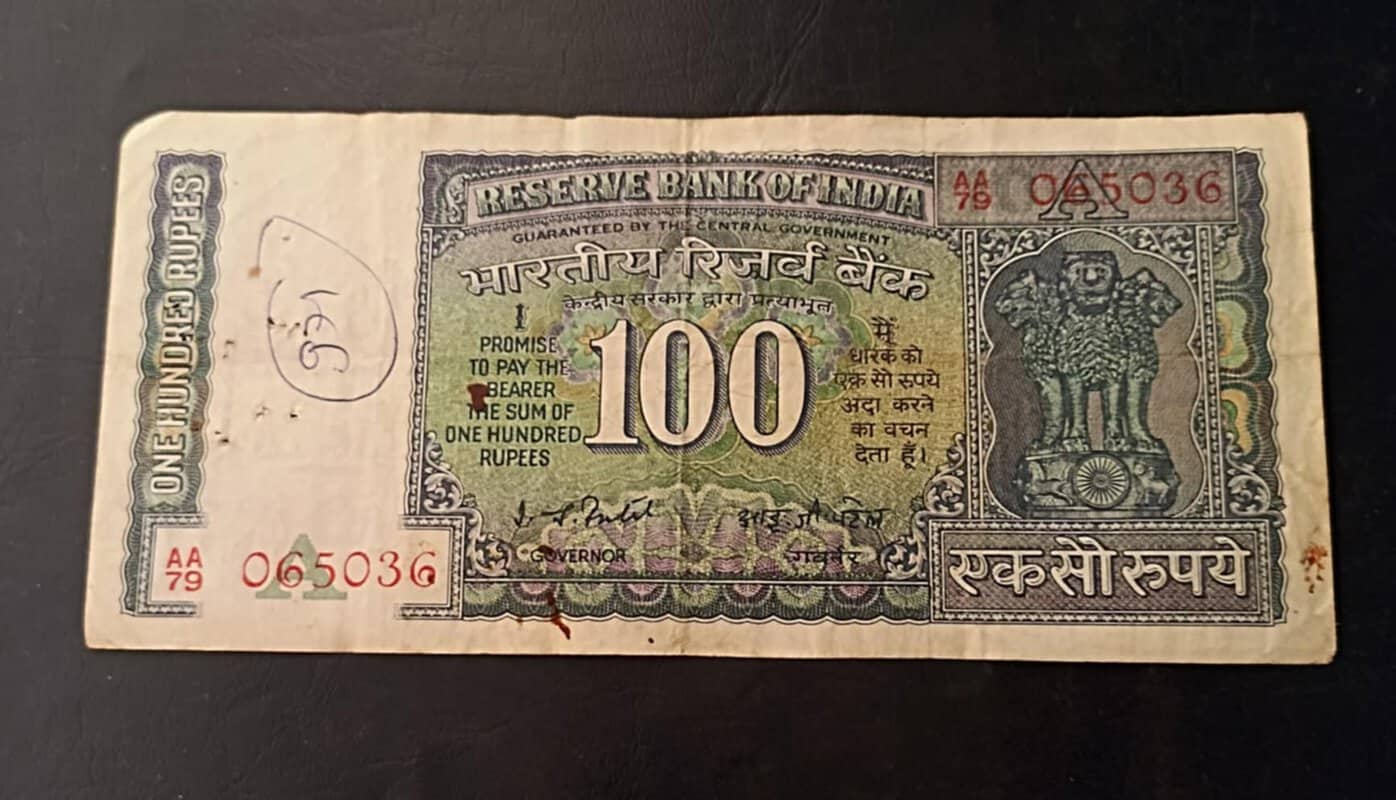 RESERVE BANK OF INDIA
AA
79 065036
A
GUARANTEED BY THE CENTRAL GOVERNMENT
भारतीय रिज़र्व बैंक
केन्द्रीय सरकार द्वारा प्रत्याभूत
ONE HUNDRED RUPEES
I
PROMISE
TO PAY THE
BEARER
THE SUM OF
ONE HUNDRED
RUPEES
100
मैं
धारक को
एक सौ रुपये
अदा करने
का वचन
देता हूँ।
आइ. जी. पटेल
GOVERNOR
गवर्नर
AA
79 065036
A
एक सौ रुपये